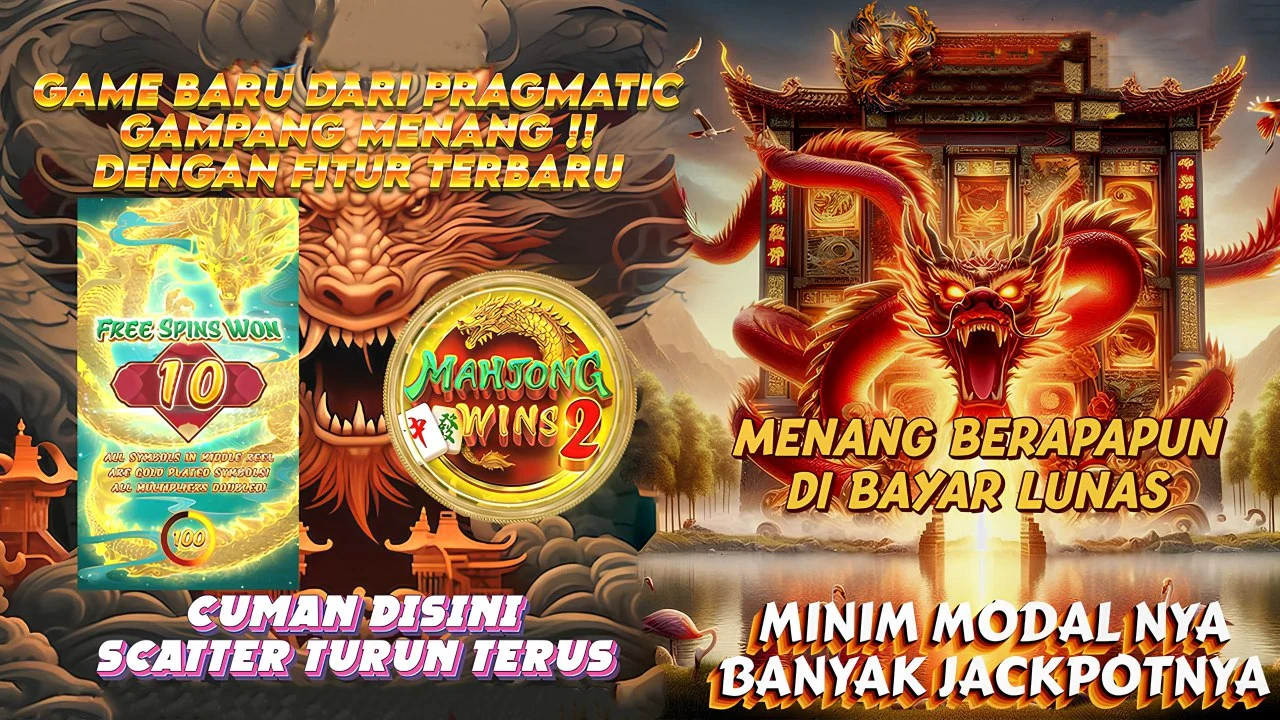 GAME BARU DARI PRAGMATIC
GAMPANG MENANG !!
DENGAN FITUR TERBARU
FREE SPINS WON
10
ALL SYMBOLS IN MIDDLE REEL
ARE GOLD PLATED SYMBOLS!
ALL MULTIPLIERS DOUBLED!
100
MAHJONG
WINS 2
中 發
CUMAN DISINI
SCATTER TURUN TERUS
MENANG BERAPAPUN
DI BAYAR LUNAS
MINIM MODAL NYA
BANYAK JACKPOTNYA